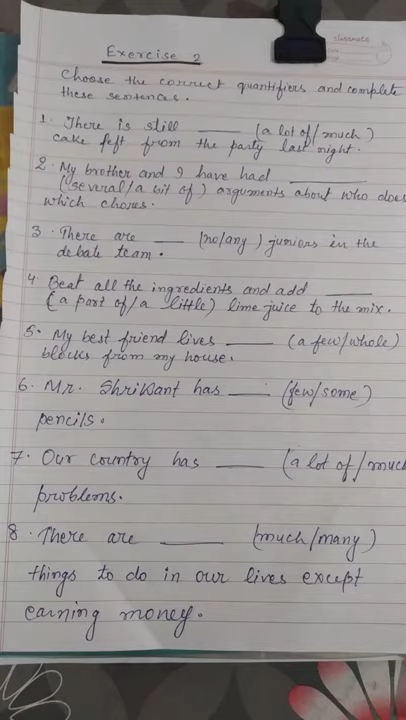 classmate
Exercise 2
Choose the correct quantifiers and complete
these sentences.
1. There is still _____ (a lot of/much)
cake left from the party last night.
2. My brother and I have had _____
(several/a bit of) arguments about who does
which chores.
3. There are _____ (no/any) juniors in the
debate team.
4. Beat all the ingredients and add _____
(a part of/a little) lime juice to the mix.
5. My best friend lives _____ (a few/whole)
blocks from my house.
6. Mr. Shrikant has _____ (few/some)
pencils.
7. Our country has _____ (a lot of/much
problems.
8. There are _____ (much/many)
things to do in our lives except
earning money.